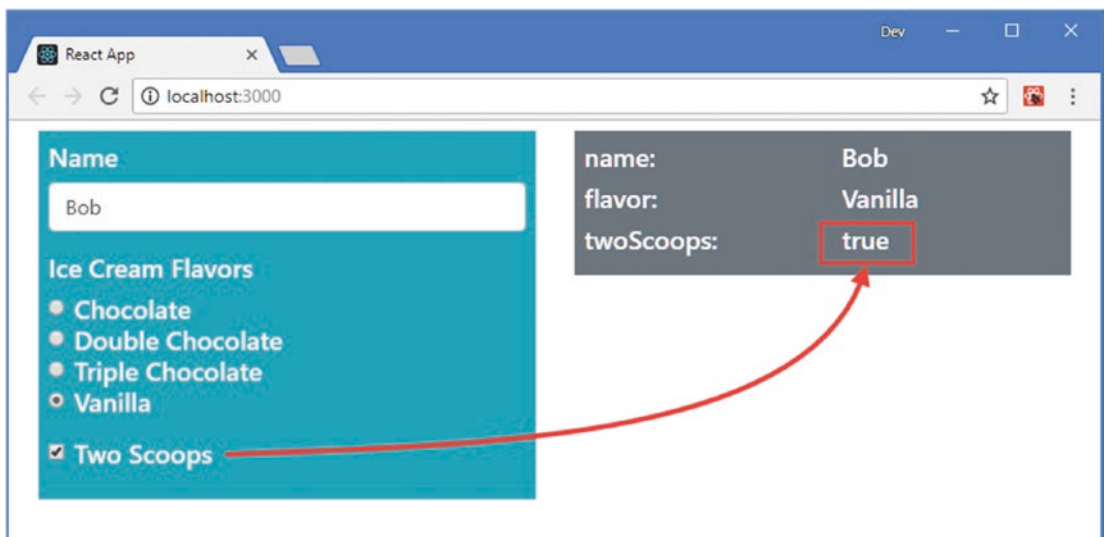 Dev
React App
localhost:3000
Name
Bob
Ice Cream Flavors
Chocolate
Double Chocolate
Triple Chocolate
Vanilla
Two Scoops
name: Bob
flavor: Vanilla
twoScoops: true